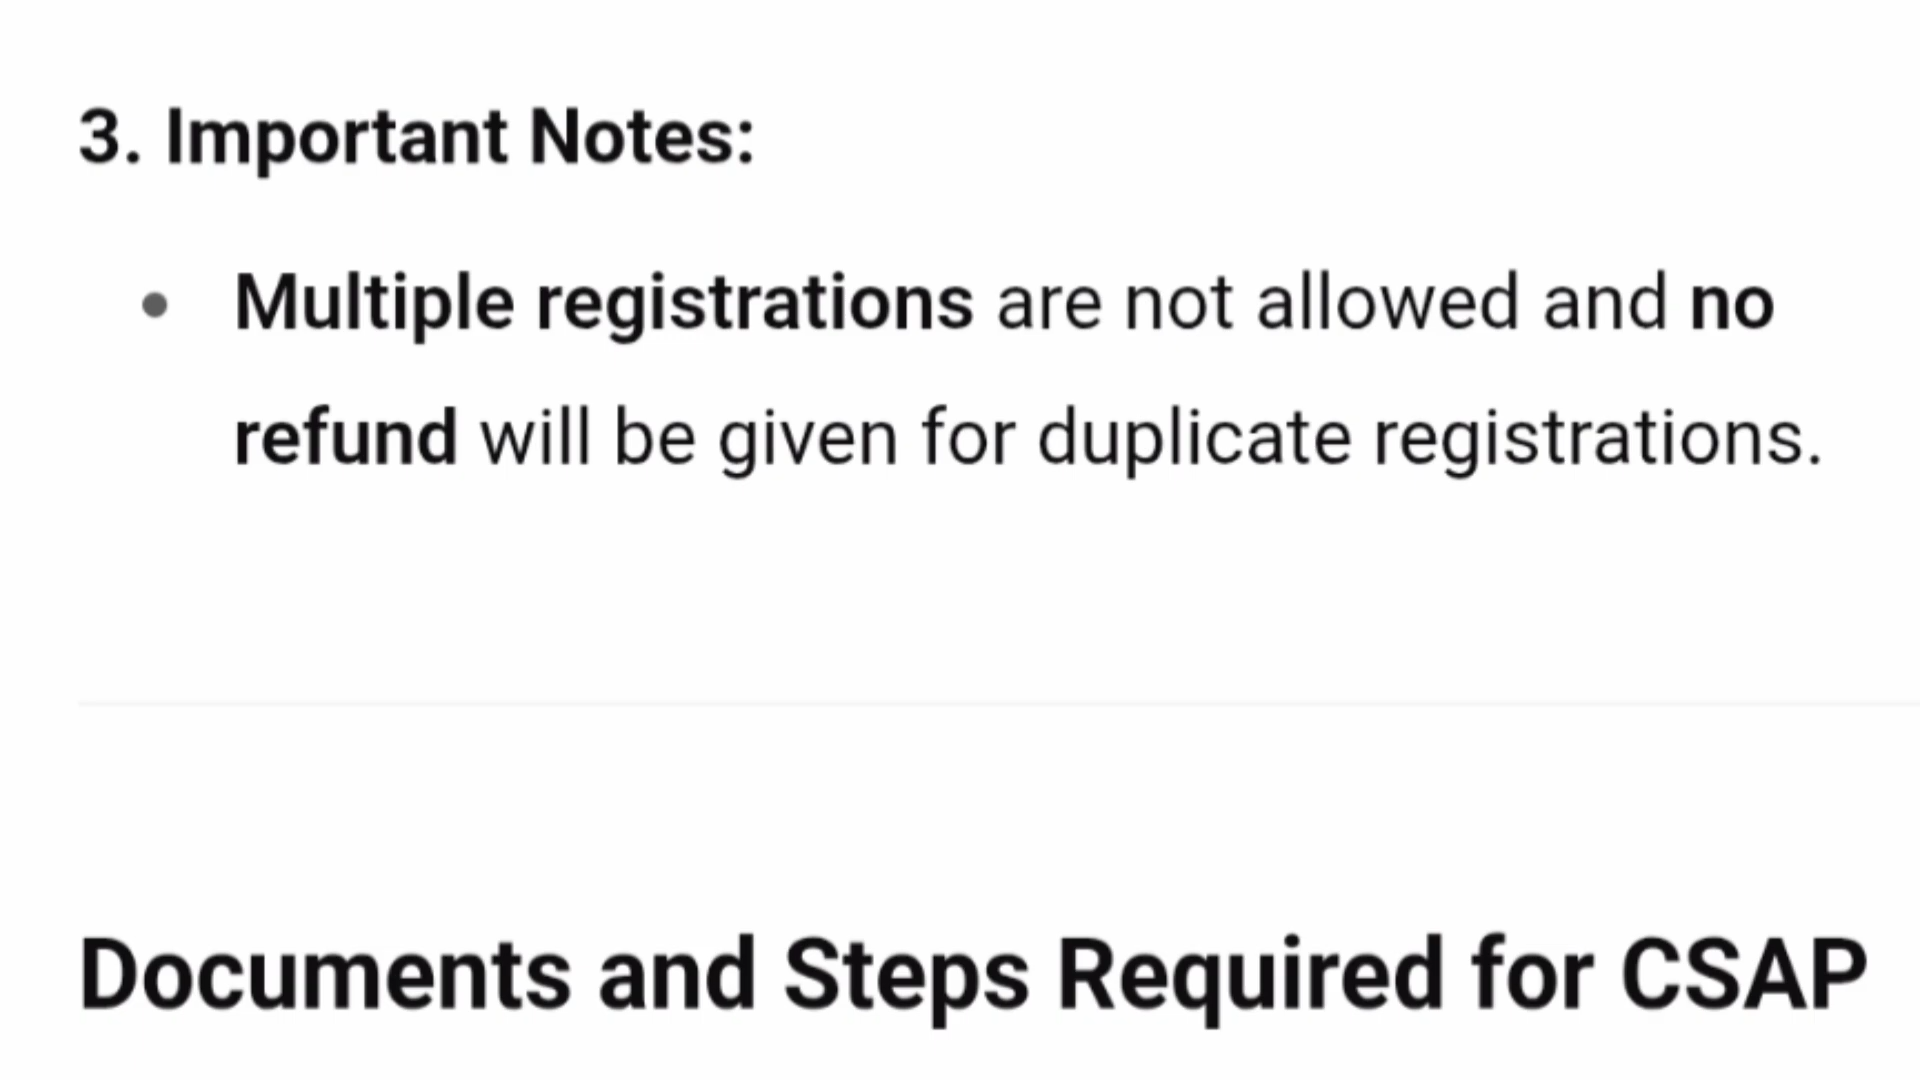 3. Important Notes:
• Multiple registrations are not allowed and no
refund will be given for duplicate registrations.
Documents and Steps Required for CSAP